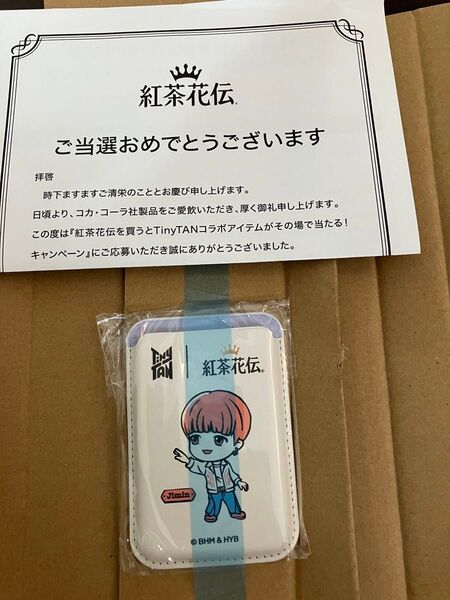 紅茶花伝®
ご当選おめでとうございます
拝啓
時下ますますご清栄のこととお慶び申し上げます。
日頃より、コカ・コーラ社製品をご愛飲いただき、厚く御礼申し上げます。
この度は『紅茶花伝を買うとTinyTANコラボアイテムがその場で当たる!
キャンペーン』にご応募いただき誠にありがとうございました。
TinyTAN | 紅茶花伝®
Jimin
© BHM & HYB